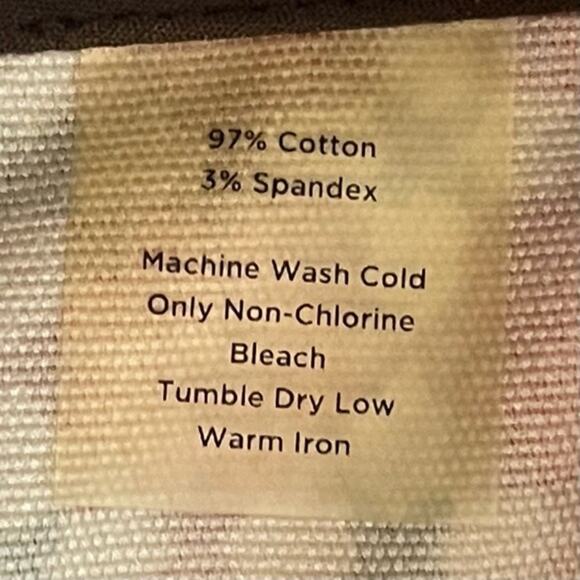 97% Cotton
3% Spandex
Machine Wash Cold
Only Non-Chlorine
Bleach
Tumble Dry Low
Warm Iron